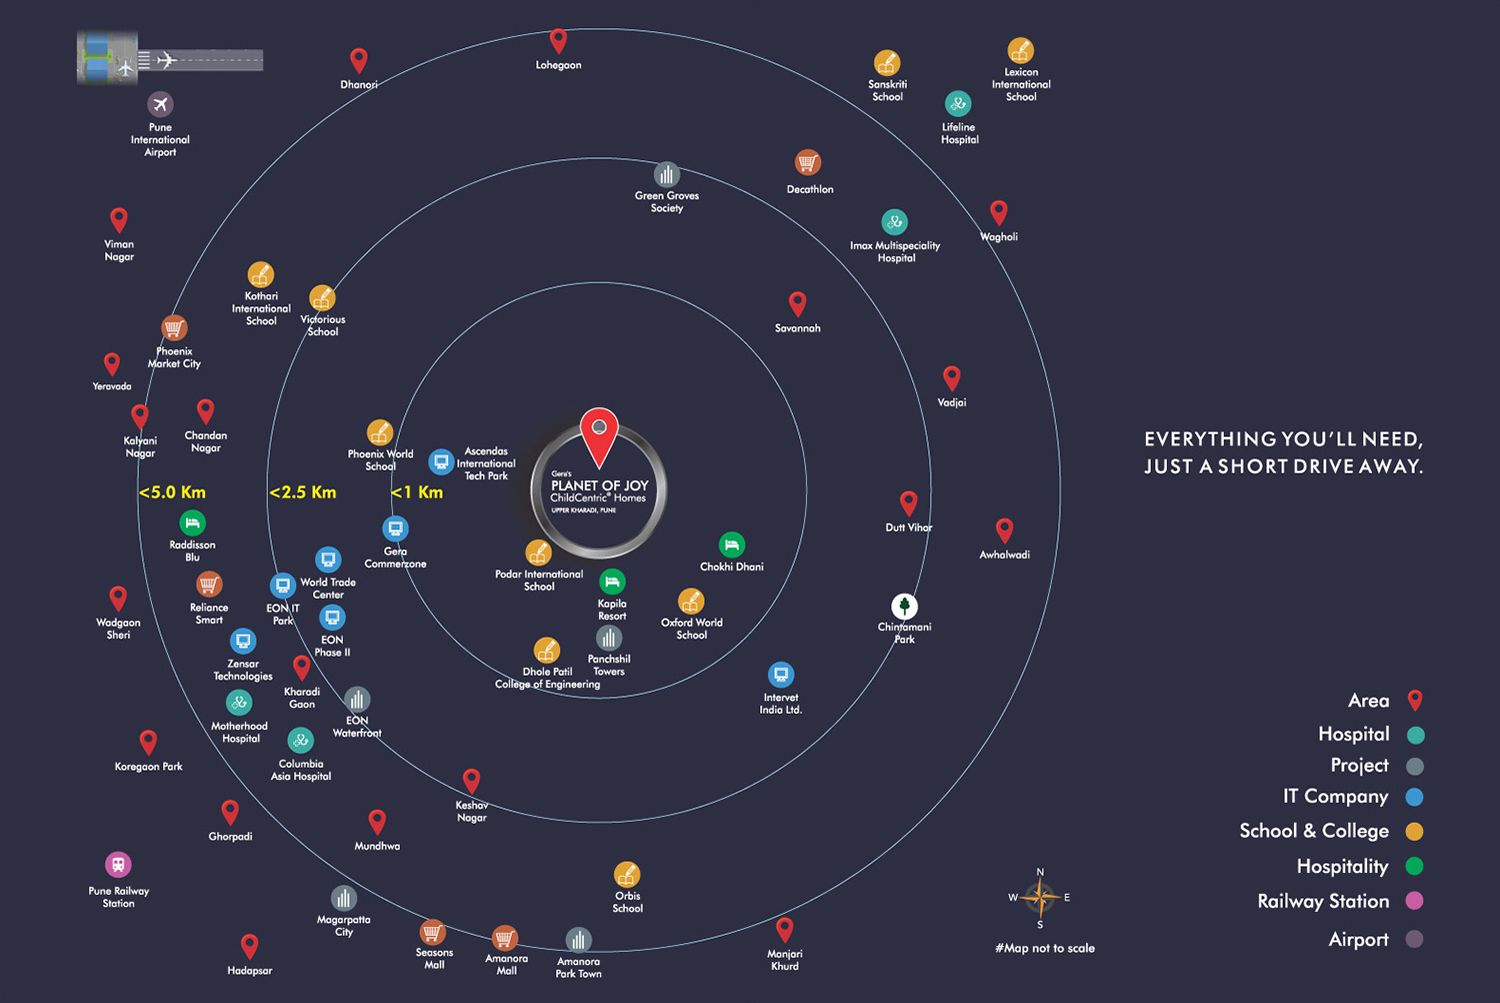 Lohegaon
Dhanori
Sanskriti
School
Lexicon
International
School
Lifeline
Hospital
Pune
International
Airport
Decathlon
Green Groves
Society
Viman
Nagar
Imax Multispeciality
Hospital
Wagholi
Kothari
International
School
Victorious
School
Savannah
Phoenix
Market City
Yeravada
Vadjai
Kalyani
Nagar
Chandan
Nagar
Phoenix World
School
Ascendas
International
Tech Park
Gera's
PLANET OF JOY
ChildCentric® Homes
UPPER KHARADI, PUNE
EVERYTHING YOU'LL NEED,
JUST A SHORT DRIVE AWAY.
<5.0 Km
<2.5 Km
<1 Km
Raddisson
Blu
Gera
Commerzone
Dutt Vihar
Awhalwadi
World Trade
Center
Podar International
School
Chokhi Dhani
Reliance
Smart
EON IT
Park
Kapila
Resort
Oxford World
School
Wadgaon
Sheri
EON
Phase II
Chintamani
Park
Zensar
Technologies
Panchshil
Towers
Dhole Patil
College of Engineering
Kharadi
Gaon
Intervet
India Ltd.
Motherhood
Hospital
EON
Waterfront
Koregaon Park
Columbia
Asia Hospital
Keshav
Nagar
Ghorpadi
Mundhwa
Pune Railway
Station
Orbis
School
Magarpatta
City
Seasons
Mall
Amanora
Mall
Amanora
Park Town
Manjari
Khurd
Hadapsar
N
W
E
S
#Map not to scale
Area
Hospital
Project
IT Company
School & College
Hospitality
Railway Station
Airport